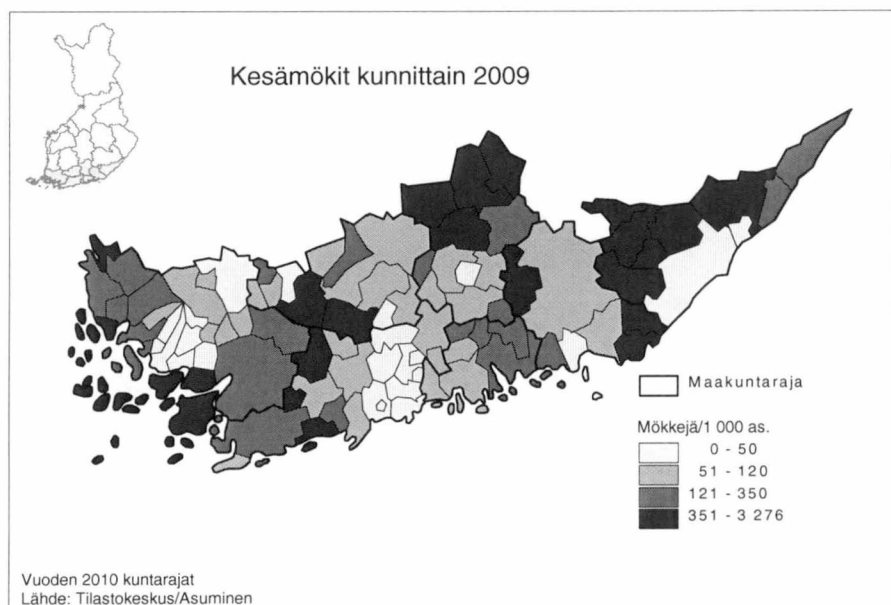 Kesämökit kunnittain 2009
Maakuntaraja
Mökkejä/1 000 as.
0 - 50
51 - 120
121 - 350
351 - 3 276
Vuoden 2010 kuntarajat
Lähde: Tilastokeskus/Asuminen